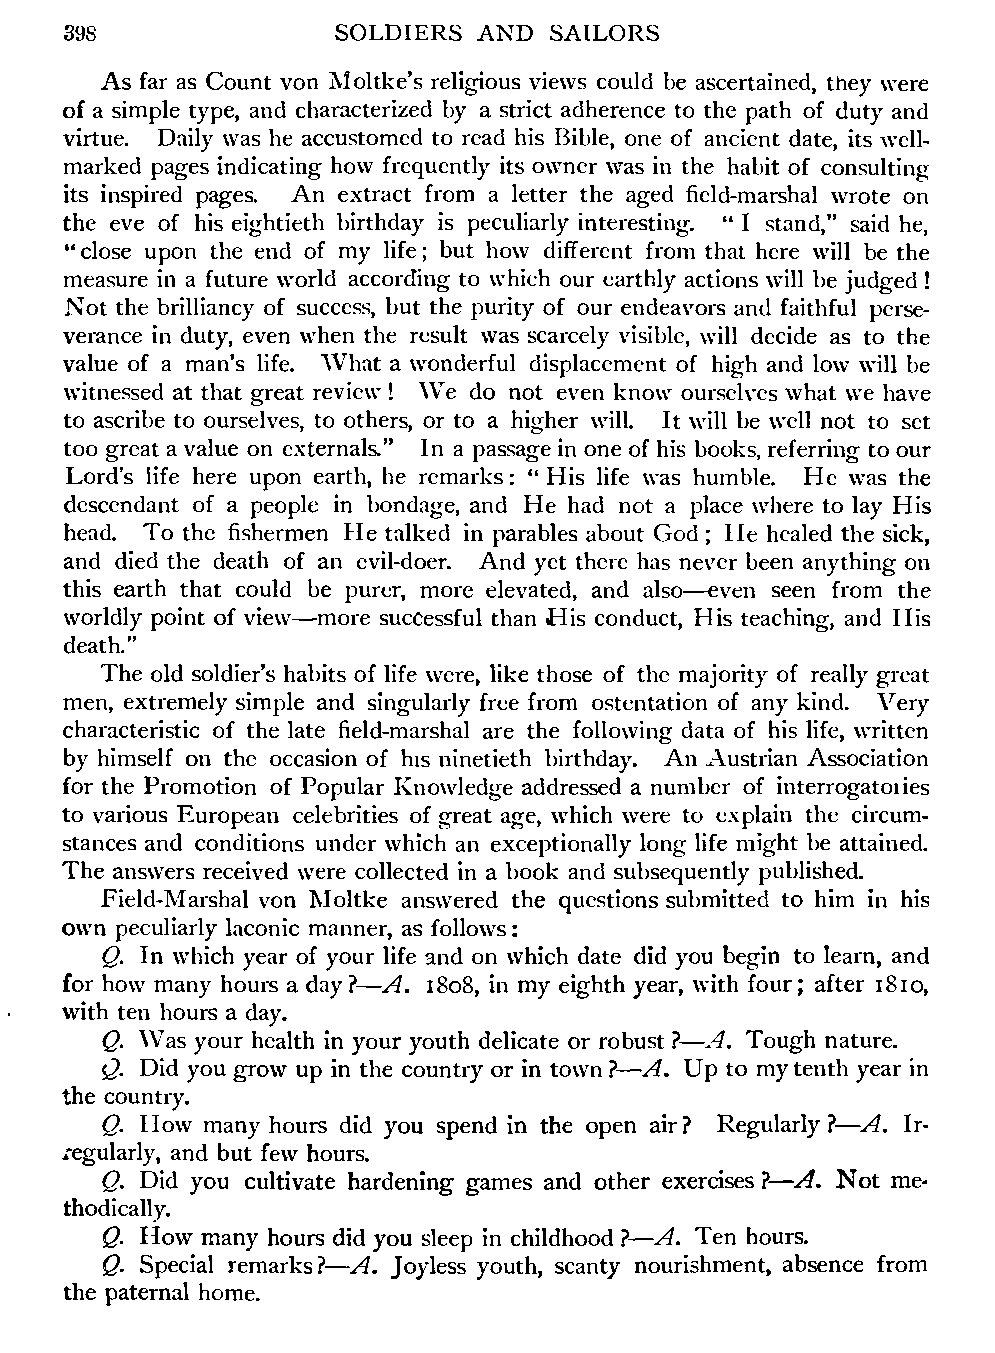 398 SOLDIERS AND SAILORS
As far as Count von Moltke's religious views could be ascertained, they were
of a simple type, and characterized by a strict adherence to the path of duty and
virtue. Daily was he accustomed to read his Bible, one of ancient date, its well-
marked pages indicating how frequently its owner was in the habit of consulting
its inspired pages. An extract from a letter the aged field-marshal wrote on
the eve of his eightieth birthday is peculiarly interesting. "I stand," said he,
"close upon the end of my life; but how different from that here will be the
measure in a future world according to which our earthly actions will be judged!
Not the brilliancy of success, but the purity of our endeavors and faithful perse-
verance in duty, even when the result was scarcely visible, will decide as to the
value of a man's life. What a wonderful displacement of high and low will be
witnessed at that great review! We do not even know ourselves what we have
to ascribe to ourselves, to others, or to a higher will. It will be well not to set
too great a value on externals." In a passage in one of his books, referring to our
Lord's life here upon earth, he remarks: "His life was humble. He was the
descendant of a people in bondage, and He had not a place where to lay His
head. To the fishermen He talked in parables about God; He healed the sick,
and died the death of an evil-doer. And yet there has never been anything on
this earth that could be purer, more elevated, and also—even seen from the
worldly point of view—more successful than His conduct, His teaching, and His
death."
The old soldier's habits of life were, like those of the majority of really great
men, extremely simple and singularly free from ostentation of any kind. Very
characteristic of the late field-marshal are the following data of his life, written
by himself on the occasion of his ninetieth birthday. An Austrian Association
for the Promotion of Popular Knowledge addressed a number of interrogatories
to various European celebrities of great age, which were to explain the circum-
stances and conditions under which an exceptionally long life might be attained.
The answers received were collected in a book and subsequently published.
Field-Marshal von Moltke answered the questions submitted to him in his
own peculiarly laconic manner, as follows:
Q. In which year of your life and on which date did you begin to learn, and
for how many hours a day?—A. 1808, in my eighth year, with four; after 1810,
with ten hours a day.
Q. Was your health in your youth delicate or robust?—A. Tough nature.
Q. Did you grow up in the country or in town?—A. Up to my tenth year in
the country.
Q. How many hours did you spend in the open air? Regularly?—A. Ir-
regularly, and but few hours.
Q. Did you cultivate hardening games and other exercises?—A. Not me-
thodically.
Q. How many hours did you sleep in childhood?—A. Ten hours.
Q. Special remarks?—A. Joyless youth, scanty nourishment, absence from
the paternal home.